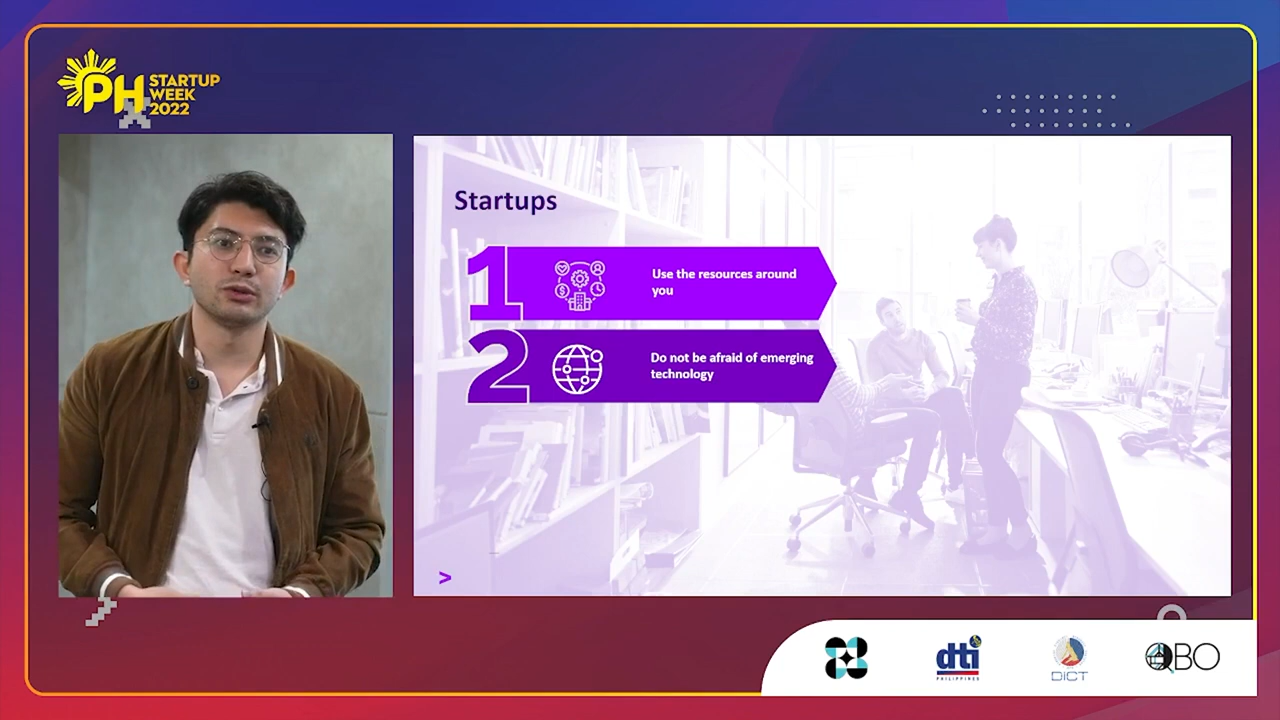 PH STARTUP
WEEK
2022
Startups
1
Use the resources around
you
2
Do not be afraid of emerging
technology
>
dti
PHILIPPINES
DICT
QBO